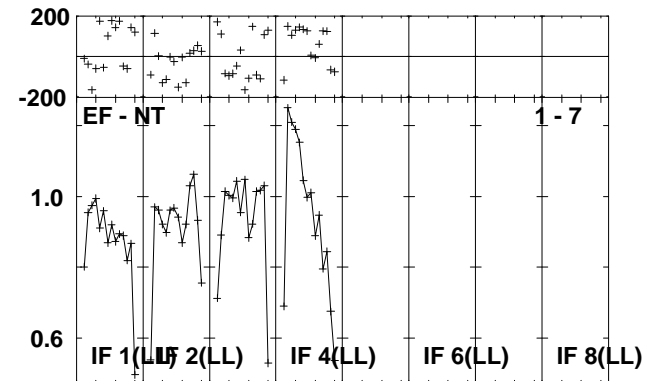 200
-200
EF - NT 1 - 7
1.0
0.6
IF 1(LL) IF 2(LL) IF 4(LL) IF 6(LL) IF 8(LL)